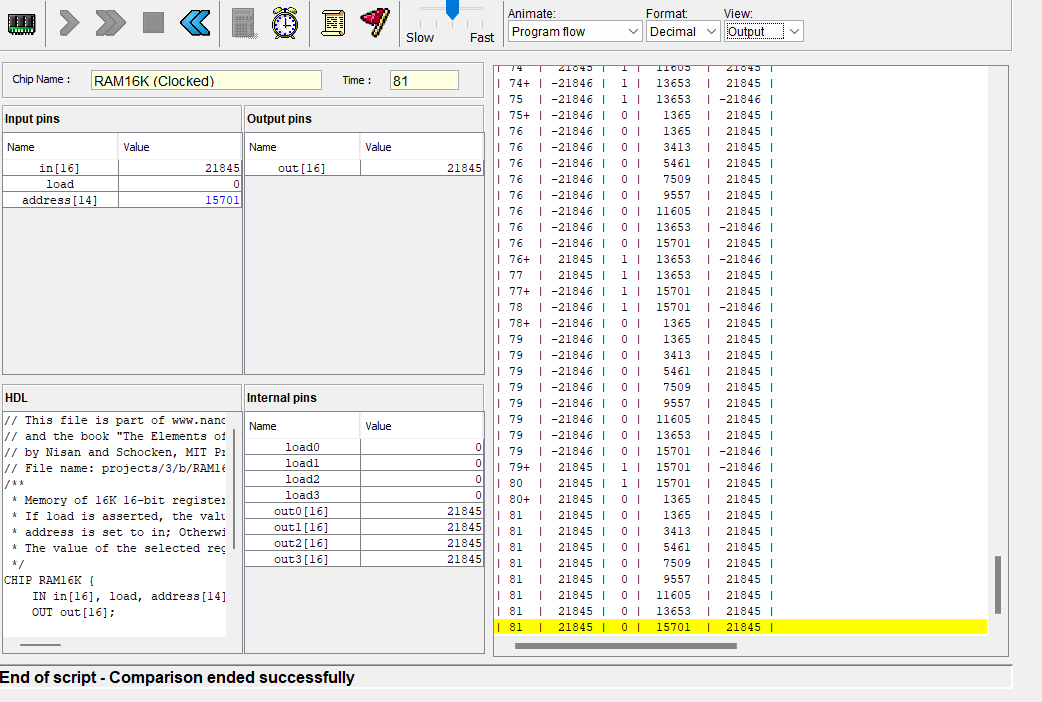 Slow Fast
Animate: Format: View:
Program flow Decimal Output
Chip Name : RAM16K (Clocked) Time : 81
Input pins
Name Value
in[16] 21845
load 0
address[14] 15701
Output pins
Name Value
out[16] 21845
HDL
// This file is part of www.nand
// and the book "The Elements of
// by Nisan and Schocken, MIT Pr
// File name: projects/3/b/RAM16
/**
* Memory of 16K 16-bit register
* If load is asserted, the valu
* address is set to in; Otherwi
* The value of the selected reg
*/
CHIP RAM16K {
IN in[16], load, address[14]
OUT out[16];
Internal pins
Name Value
load0 0
load1 0
load2 0
load3 0
out0[16] 21845
out1[16] 21845
out2[16] 21845
out3[16] 21845
| 74 | 21845 | 1 | 11605 | 21845 |
| 74+ | -21846 | 1 | 13653 | 21845 |
| 75 | -21846 | 1 | 13653 | -21846 |
| 75+ | -21846 | 0 | 1365 | 21845 |
| 76 | -21846 | 0 | 1365 | 21845 |
| 76 | -21846 | 0 | 3413 | 21845 |
| 76 | -21846 | 0 | 5461 | 21845 |
| 76 | -21846 | 0 | 7509 | 21845 |
| 76 | -21846 | 0 | 9557 | 21845 |
| 76 | -21846 | 0 | 11605 | 21845 |
| 76 | -21846 | 0 | 13653 | -21846 |
| 76 | -21846 | 0 | 15701 | 21845 |
| 76+ | 21845 | 1 | 13653 | -21846 |
| 77 | 21845 | 1 | 13653 | 21845 |
| 77+ | -21846 | 1 | 15701 | 21845 |
| 78 | -21846 | 1 | 15701 | -21846 |
| 78+ | -21846 | 0 | 1365 | 21845 |
| 79 | -21846 | 0 | 1365 | 21845 |
| 79 | -21846 | 0 | 3413 | 21845 |
| 79 | -21846 | 0 | 5461 | 21845 |
| 79 | -21846 | 0 | 7509 | 21845 |
| 79 | -21846 | 0 | 9557 | 21845 |
| 79 | -21846 | 0 | 11605 | 21845 |
| 79 | -21846 | 0 | 13653 | 21845 |
| 79 | -21846 | 0 | 15701 | -21846 |
| 79+ | 21845 | 1 | 15701 | -21846 |
| 80 | 21845 | 1 | 15701 | 21845 |
| 80+ | 21845 | 0 | 1365 | 21845 |
| 81 | 21845 | 0 | 1365 | 21845 |
| 81 | 21845 | 0 | 3413 | 21845 |
| 81 | 21845 | 0 | 5461 | 21845 |
| 81 | 21845 | 0 | 7509 | 21845 |
| 81 | 21845 | 0 | 9557 | 21845 |
| 81 | 21845 | 0 | 11605 | 21845 |
| 81 | 21845 | 0 | 13653 | 21845 |
| 81 | 21845 | 0 | 15701 | 21845 |
End of script - Comparison ended successfully